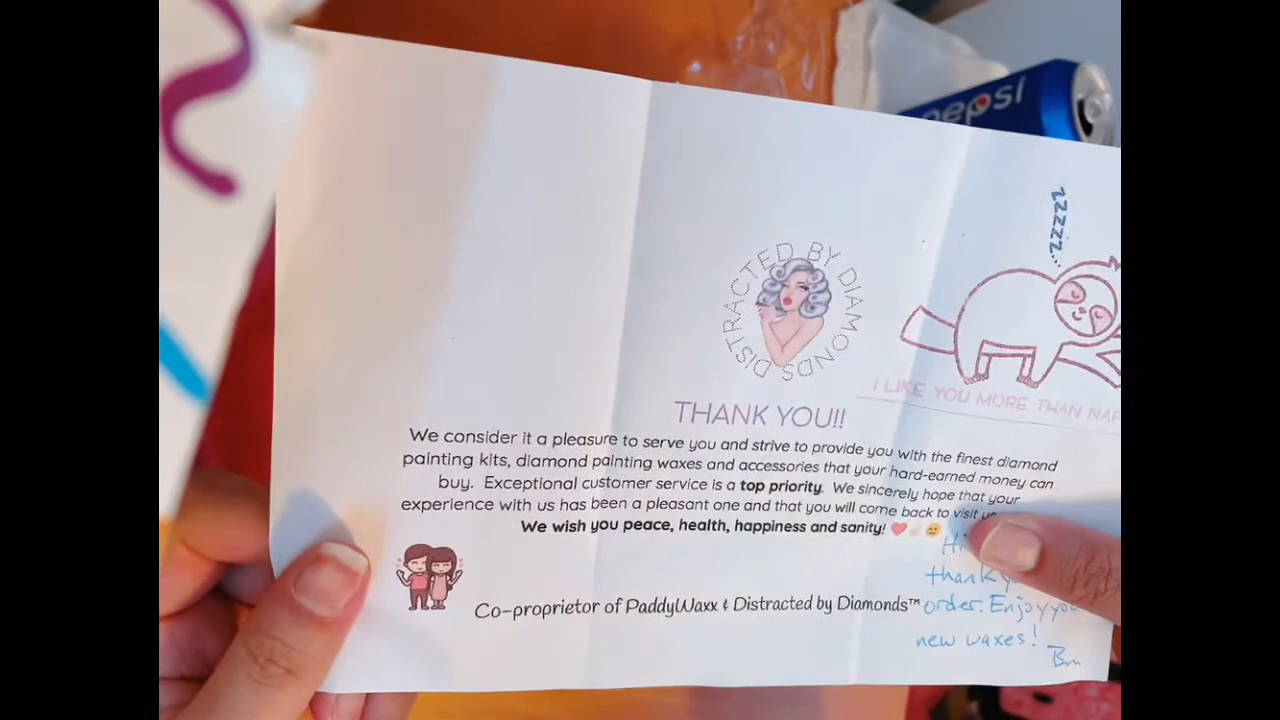 pepsi
zzzzz...
DISTRACTED BY DIAMONDS
I LIKE YOU MORE THAN NAP
THANK YOU!!
We consider it a pleasure to serve you and strive to provide you with the finest diamond
painting kits, diamond painting waxes and accessories that your hard-earned money can
buy. Exceptional customer service is a top priority. We sincerely hope that your
experience with us has been a pleasant one and that you will come back to visit
We wish you peace, health, happiness and sanity! ❤️ 😊
Hi
thank
Co-proprietor of PaddyWaxx & Distracted by Diamonds™
order. Enjoy
new waxes!